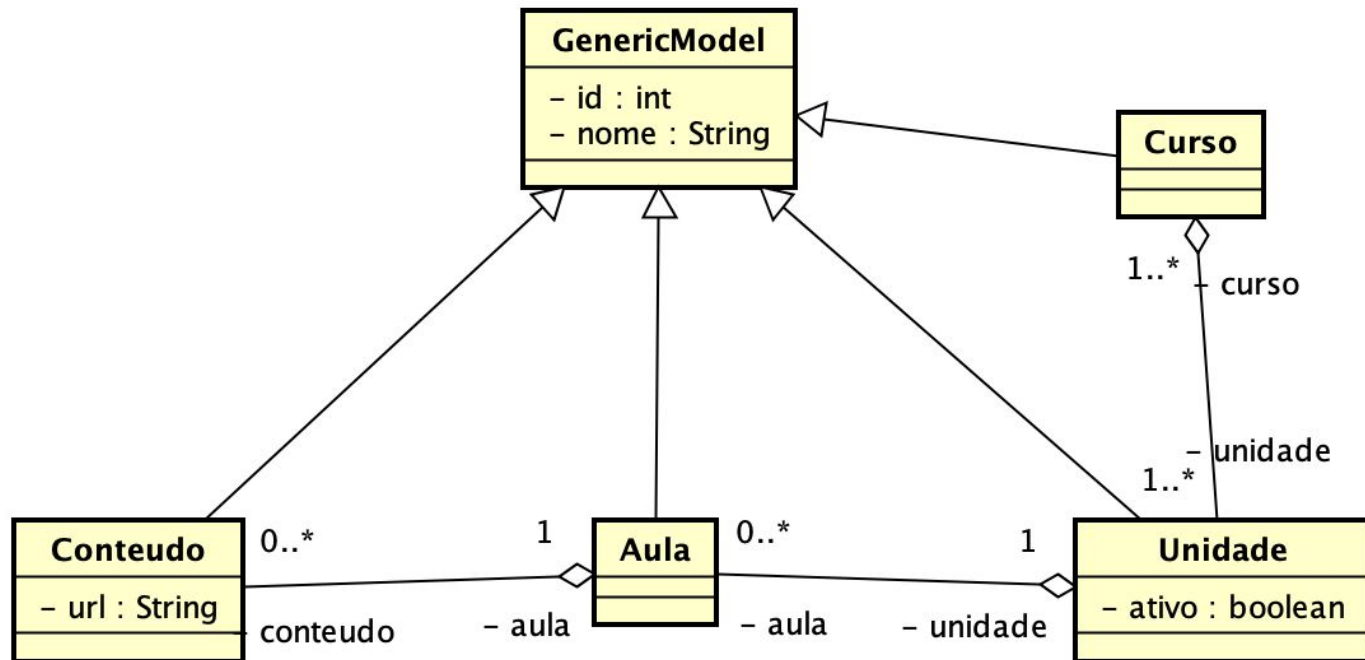 GenericModel
– id : int
– nome : String
Curso
1..*
– curso
– unidade
1..*
Conteudo
– url : String
0..*
– conteudo
1
– aula
Aula
0..*
– aula
1
– unidade
Unidade
– ativo : boolean